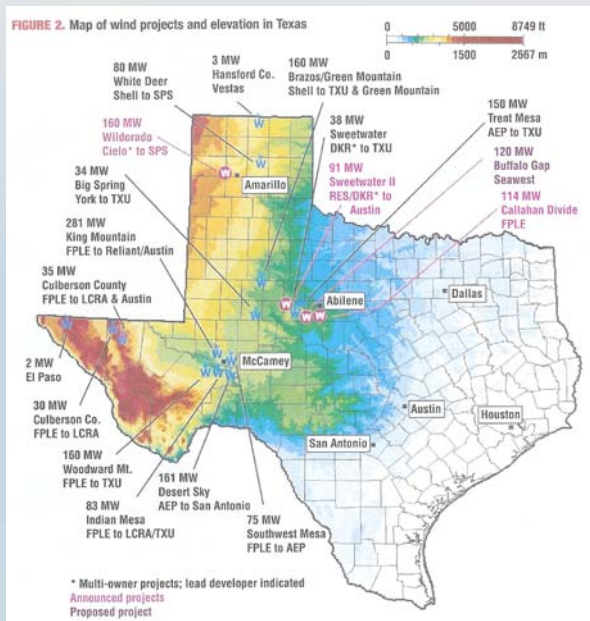 FIGURE 2. Map of wind projects and elevation in Texas
0 5000 8749 ft
0 1500 2667 m
3 MW
Hansford Co.
Vestas
160 MW
Brazos/Green Mountain
Shell to TXU & Green Mountain
80 MW
White Deer
Shell to SPS
150 MW
Trent Mesa
AEP to TXU
160 MW
Wildorado
Cielo* to SPS
38 MW
Sweetwater
DKR* to TXU
120 MW
Buffalo Gap
Seawest
34 MW
Big Spring
York to TXU
91 MW
Sweetwater II
RES/DKR* to
Austin
114 MW
Callahan Divide
FPLE
281 MW
King Mountain
FPLE to Reliant/Austin
35 MW
Culberson County
FPLE to LCRA & Austin
W
W
W
Amarillo
W
W
W
W
W
W
W
Abilene
Dallas
W
W
W
McCamey
W
W
W
W
W
2 MW
El Paso
30 MW
Culberson Co.
FPLE to LCRA
Austin
Houston
San Antonio
160 MW
Woodward Mt.
FPLE to TXU
161 MW
Desert Sky
AEP to San Antonio
83 MW
Indian Mesa
FPLE to LCRA/TXU
75 MW
Southwest Mesa
FPLE to AEP
* Multi-owner projects; lead developer indicated
Announced projects
Proposed project